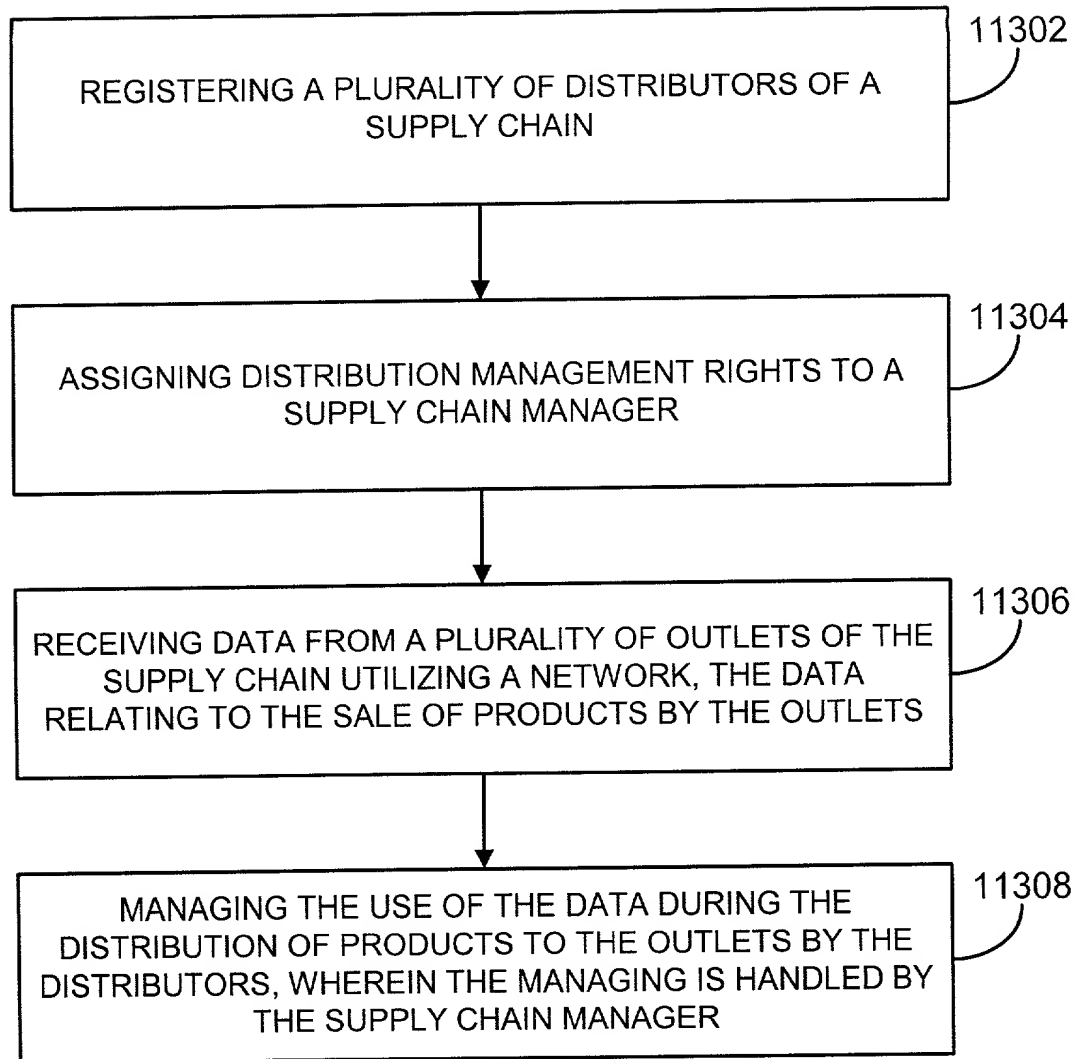 11302
REGISTERING A PLURALITY OF DISTRIBUTORS OF A
SUPPLY CHAIN
11304
ASSIGNING DISTRIBUTION MANAGEMENT RIGHTS TO A
SUPPLY CHAIN MANAGER
11306
RECEIVING DATA FROM A PLURALITY OF OUTLETS OF THE
SUPPLY CHAIN UTILIZING A NETWORK, THE DATA
RELATING TO THE SALE OF PRODUCTS BY THE OUTLETS
11308
MANAGING THE USE OF THE DATA DURING THE
DISTRIBUTION OF PRODUCTS TO THE OUTLETS BY THE
DISTRIBUTORS, WHEREIN THE MANAGING IS HANDLED BY
THE SUPPLY CHAIN MANAGER